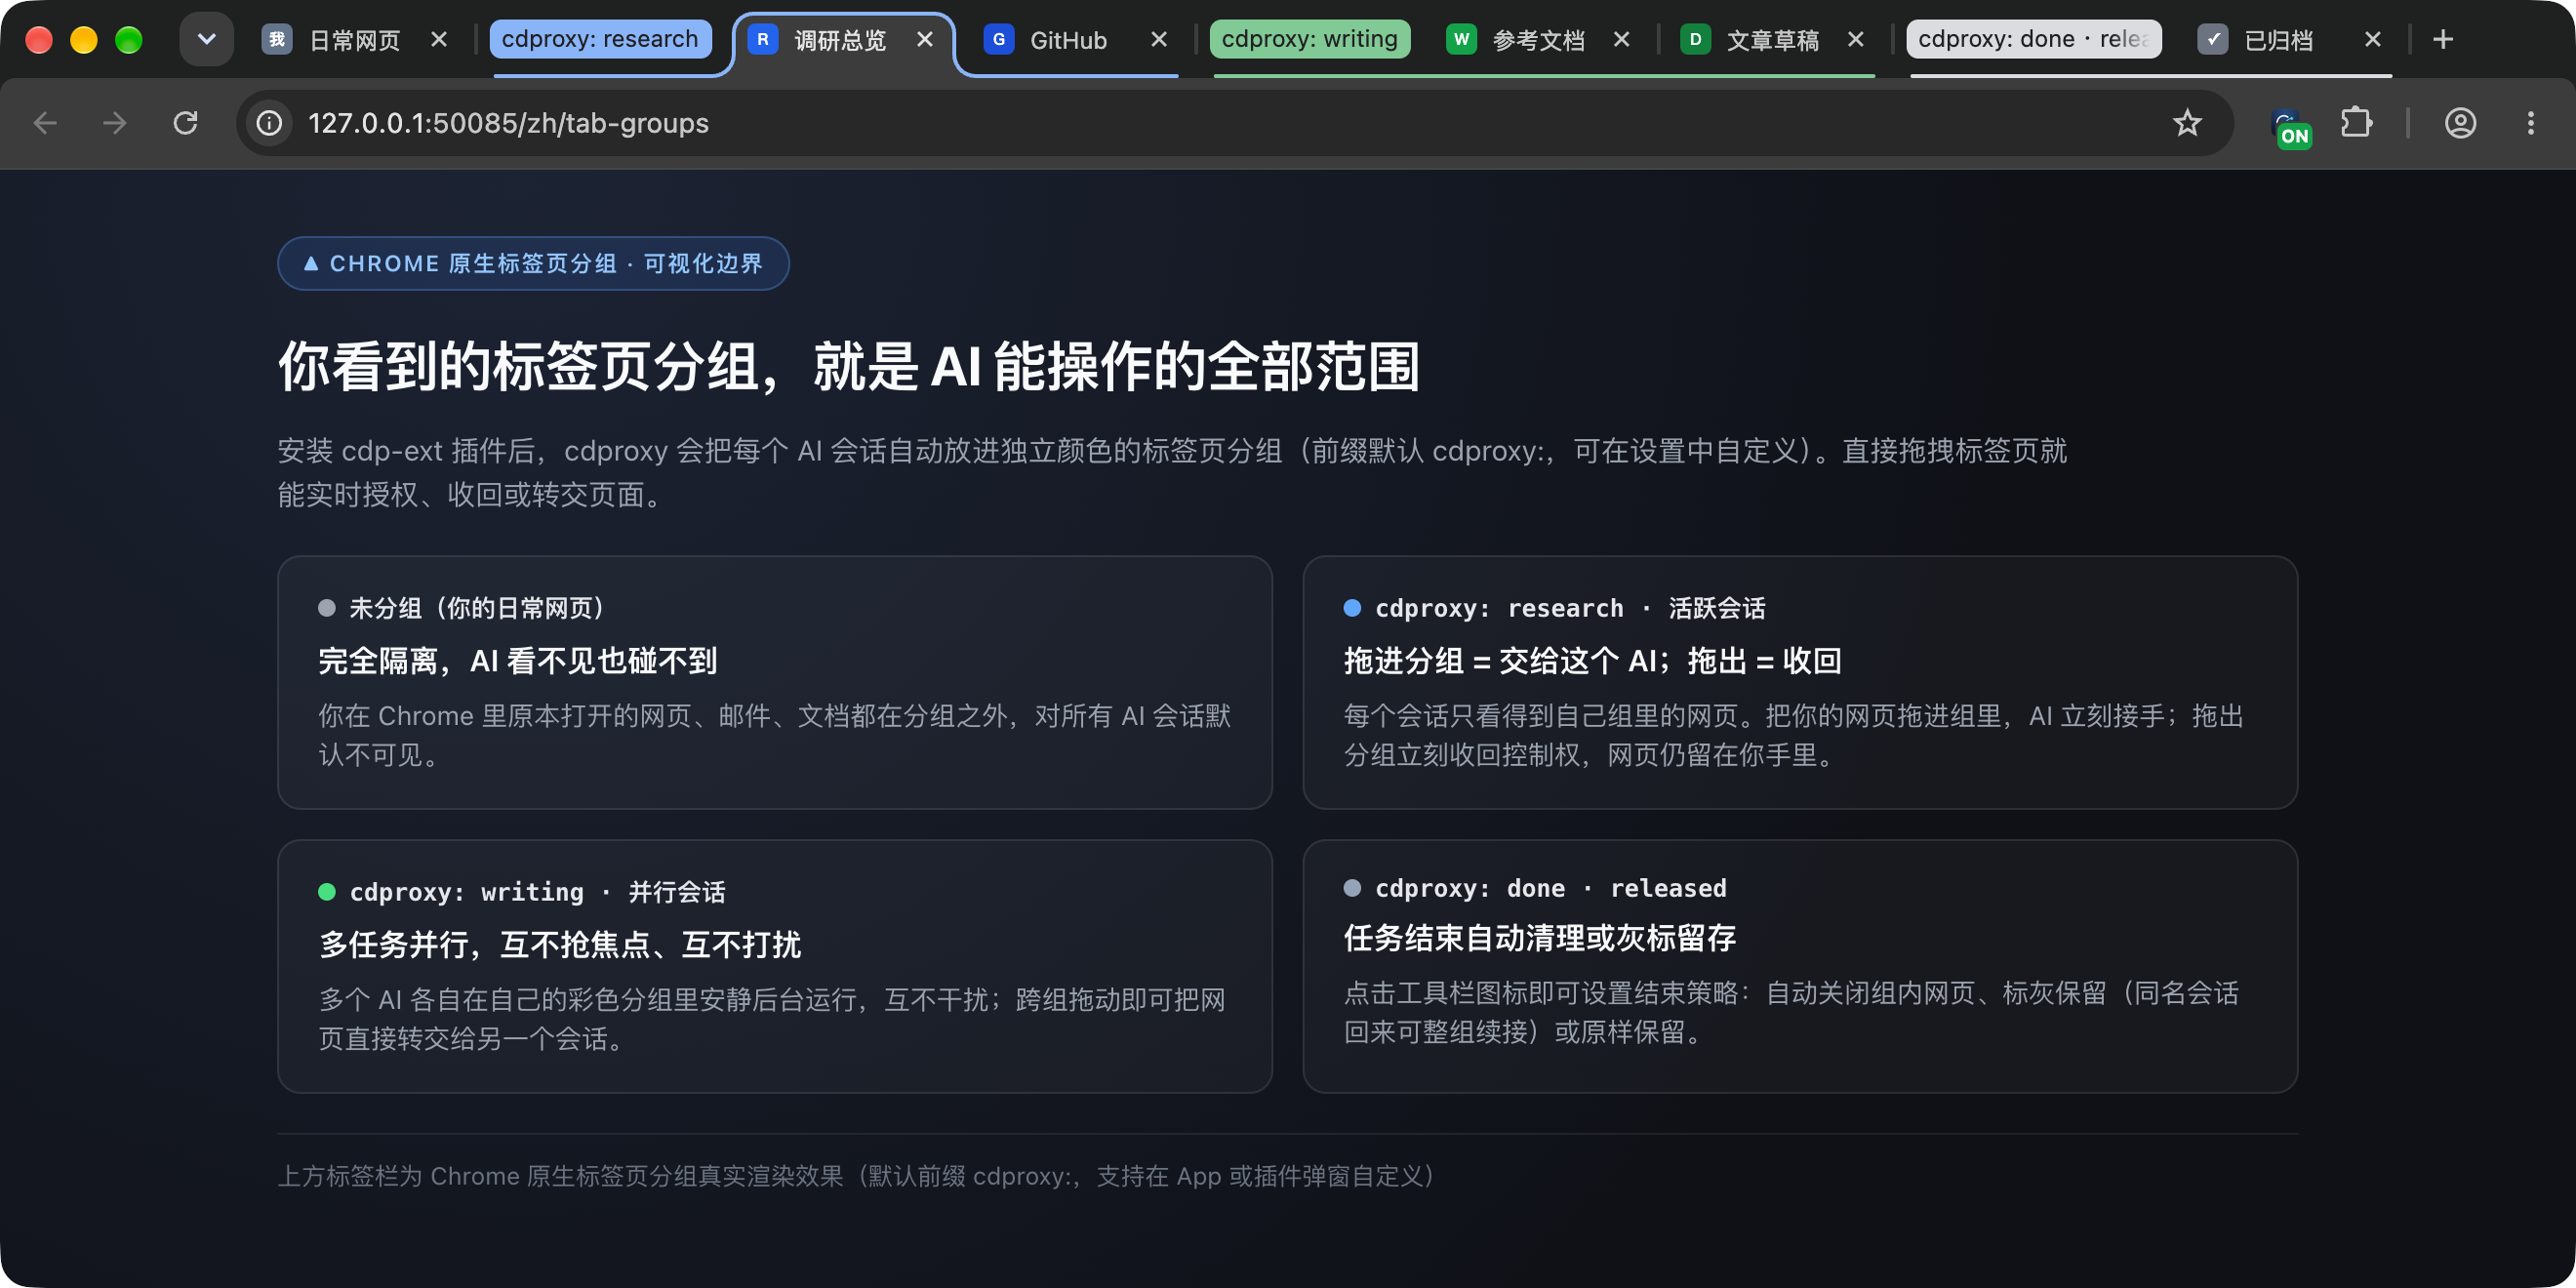 我 日常网页 cdproxy: research R 调研总览 G GitHub cdproxy: writing W 参考文档 D 文章草稿 cdproxy: done · relea 已归档
127.0.0.1:50085/zh/tab-groups ON
CHROME 原生标签页分组 · 可视化边界
你看到的标签页分组，就是 AI 能操作的全部范围
安装 cdp-ext 插件后，cdproxy 会把每个 AI 会话自动放进独立颜色的标签页分组（前缀默认 cdproxy:，可在设置中自定义）。直接拖拽标签页就
能实时授权、收回或转交页面。
未分组（你的日常网页）
完全隔离，AI 看不见也碰不到
你在 Chrome 里原本打开的网页、邮件、文档都在分组之外，对所有 AI 会话默
认不可见。
cdproxy: research · 活跃会话
拖进分组 = 交给这个 AI；拖出 = 收回
每个会话只看得到自己组里的网页。把你的网页拖进组里，AI 立刻接手；拖出
分组立刻收回控制权，网页仍留在你手里。
cdproxy: writing · 并行会话
多任务并行，互不抢焦点、互不打扰
多个 AI 各自在自己的彩色分组里安静后台运行，互不干扰；跨组拖动即可把网
页直接转交给另一个会话。
cdproxy: done · released
任务结束自动清理或灰标留存
点击工具栏图标即可设置结束策略：自动关闭组内网页、标灰保留（同名会话
回来可整组续接）或原样保留。
上方标签栏为 Chrome 原生标签页分组真实渲染效果（默认前缀 cdproxy:，支持在 App 或插件弹窗自定义）